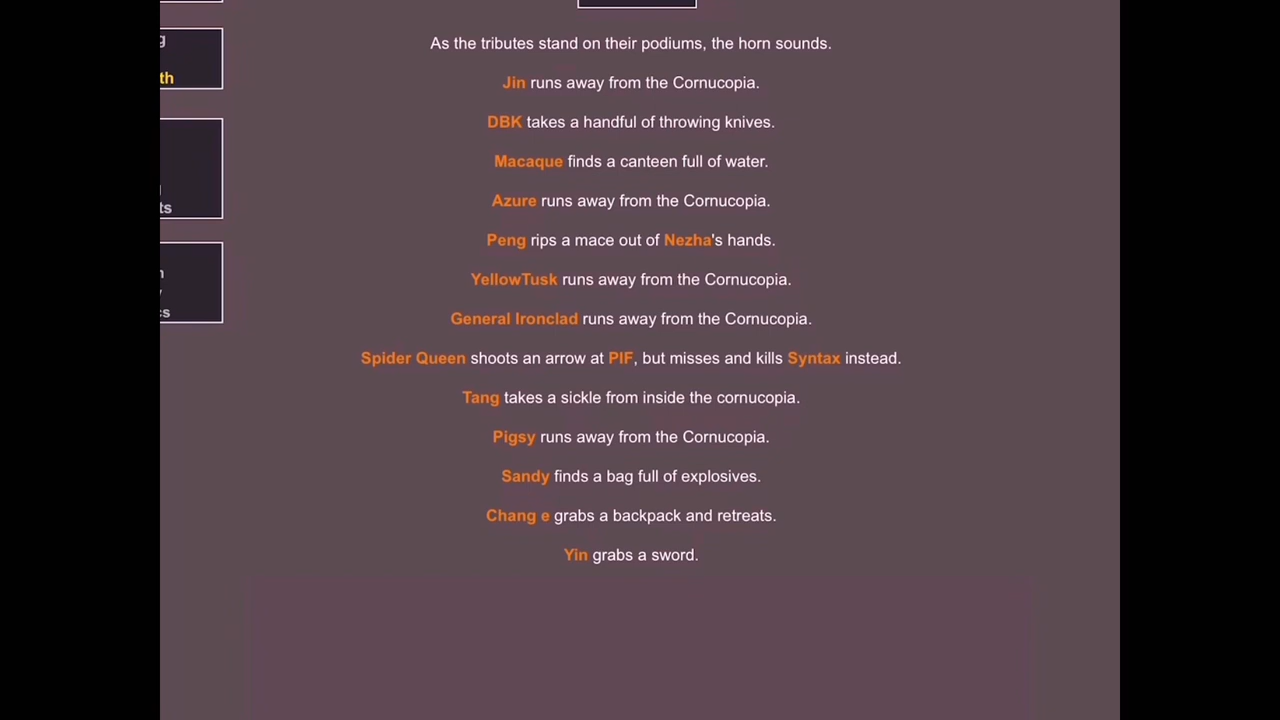 g
th
ts
n
y
cs
As the tributes stand on their podiums, the horn sounds.
Jin runs away from the Cornucopia.
DBK takes a handful of throwing knives.
Macaque finds a canteen full of water.
Azure runs away from the Cornucopia.
Peng rips a mace out of Nezha's hands.
YellowTusk runs away from the Cornucopia.
General Ironclad runs away from the Cornucopia.
Spider Queen shoots an arrow at PIF, but misses and kills Syntax instead.
Tang takes a sickle from inside the cornucopia.
Pigsy runs away from the Cornucopia.
Sandy finds a bag full of explosives.
Chang e grabs a backpack and retreats.
Yin grabs a sword.